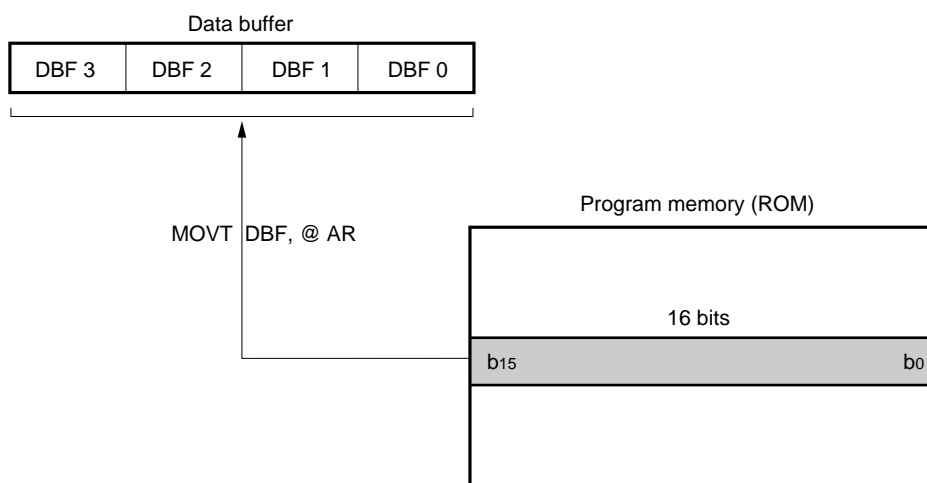 Data buffer
DBF 3 DBF 2 DBF 1 DBF 0
MOVT DBF, @ AR
Program memory (ROM)
16 bits
b15 b0